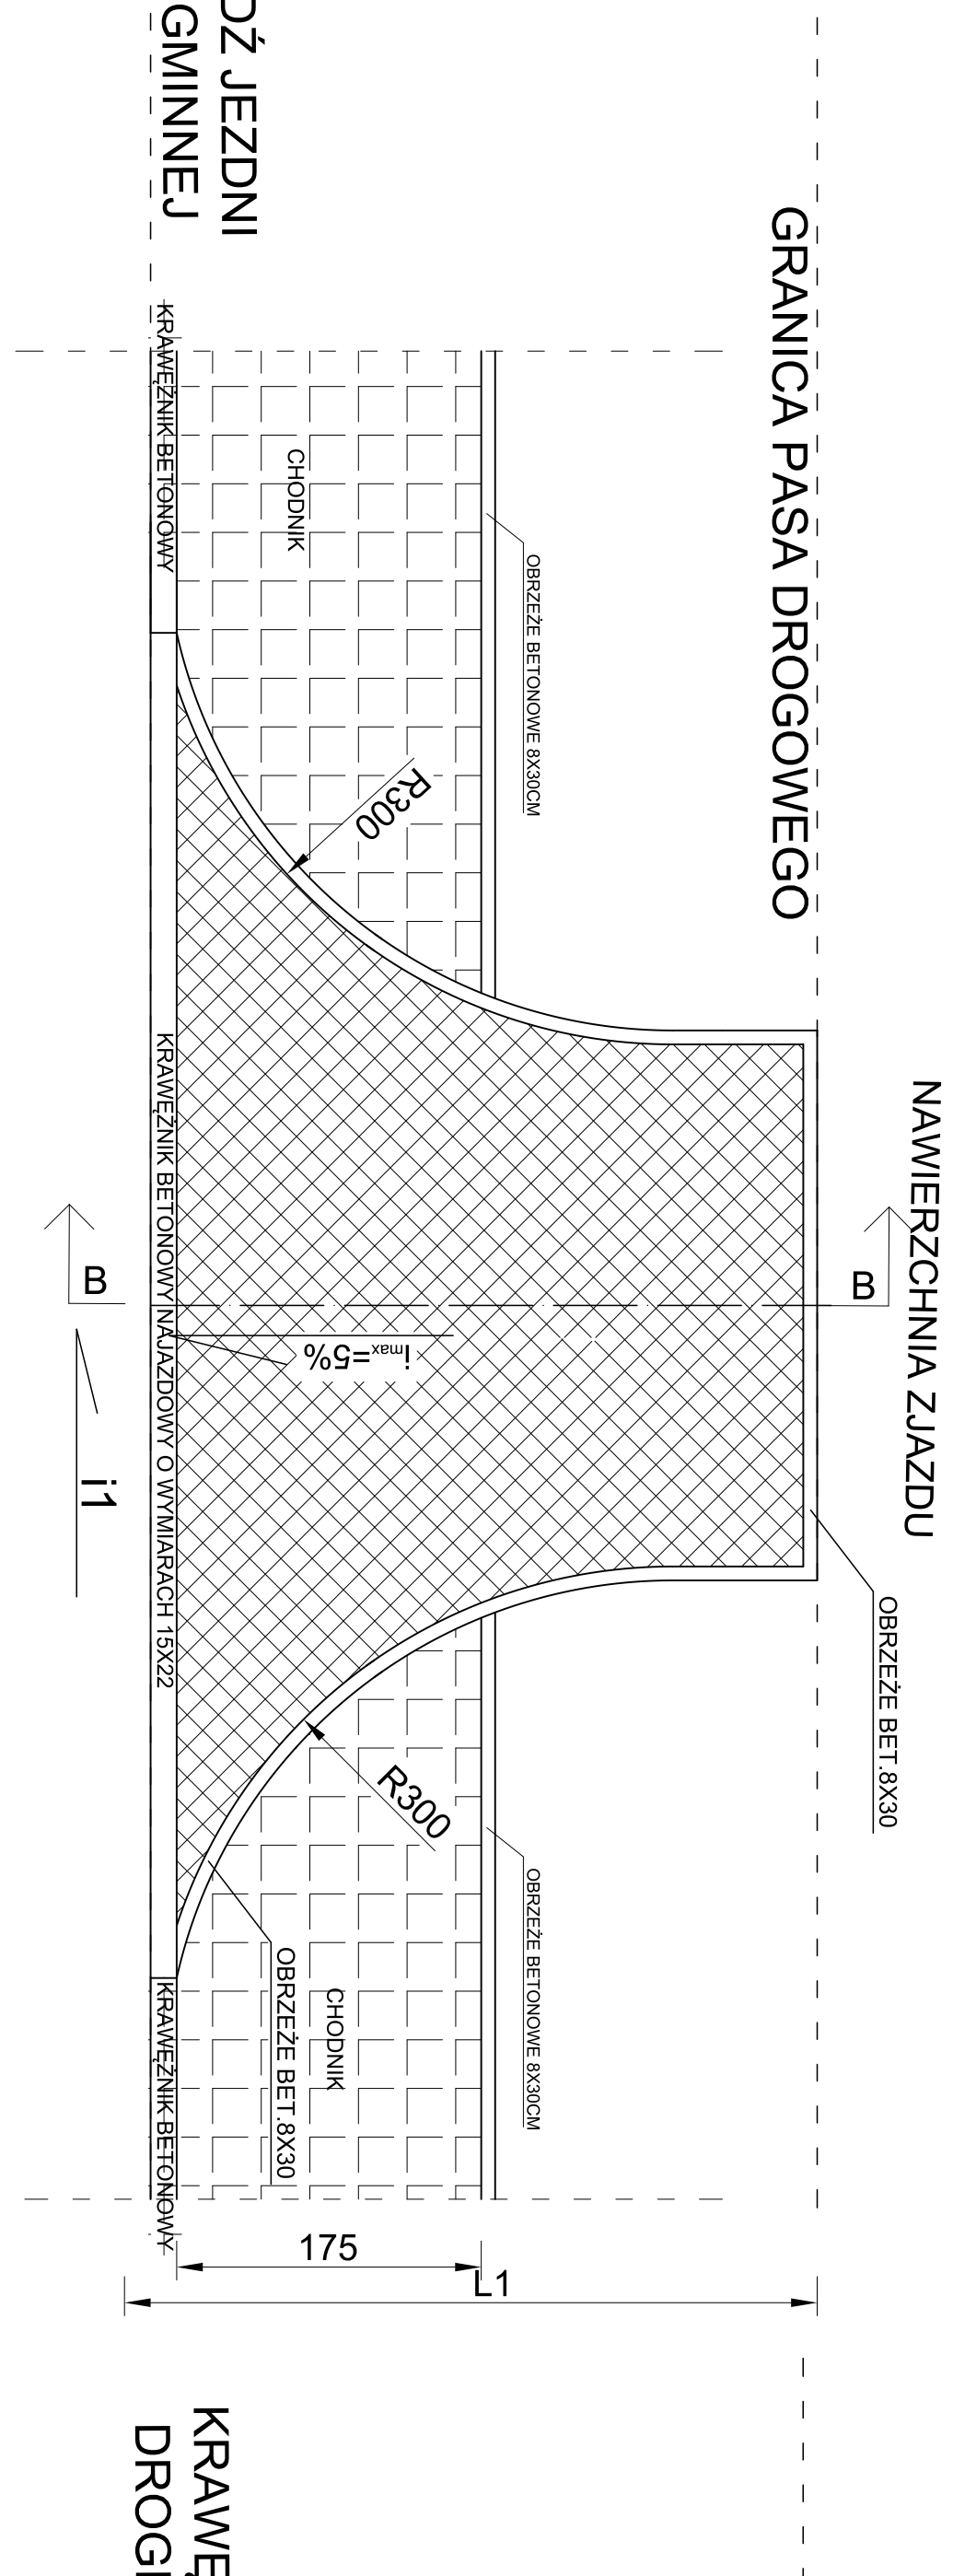 NAWIERZCHNIA ZJAZDU
GRANICA PASA DROGOWEGO
OBRZEŻE BET.8X30
OBRZEŻE BETONOWE 8X30CM
OBRZEŻE BETONOWE 8X30CM
CHODNIK
R300
R300
CHODNIK
OBRZEŻE BET.8X30
imax=5%
B
B
DŹ JEZDNI
GMINNEJ
KRAWĘŻNIK BETONOWY
KRAWĘŻNIK BETONOWY NAJAZDOWY O WYMIARACH 15X22
KRAWĘŻNIK BETONOWY
i1
175
L1
KRAWĘ
DROGI